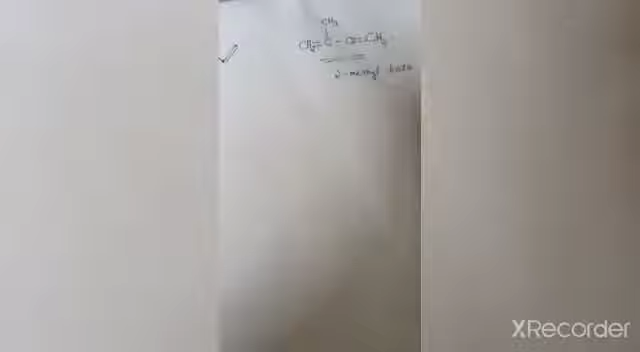 CH₃
CH₂=C-CH=CH₂
2-methyl buta
XRecorder